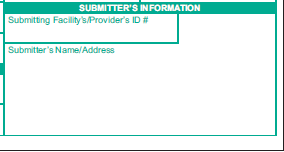 SUBMITTER'S INFORMATION
Submitting Facility's/Provider's ID #
Submitter's Name/Address